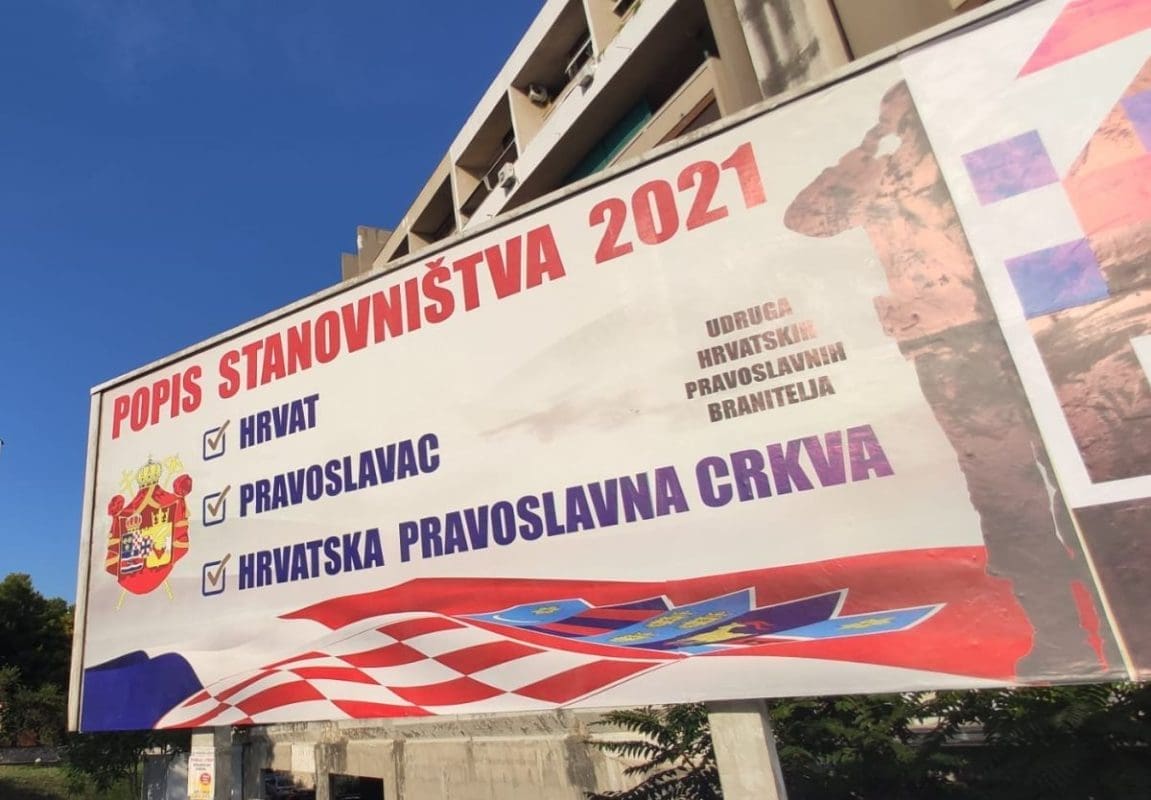 POPIS STANOVNIŠTVA 2021
HRVAT
PRAVOSLAVAC
HRVATSKA PRAVOSLAVNA CRKVA
UDRUGA
HRVATSKIH
PRAVOSLAVNIH
BRANITELJA